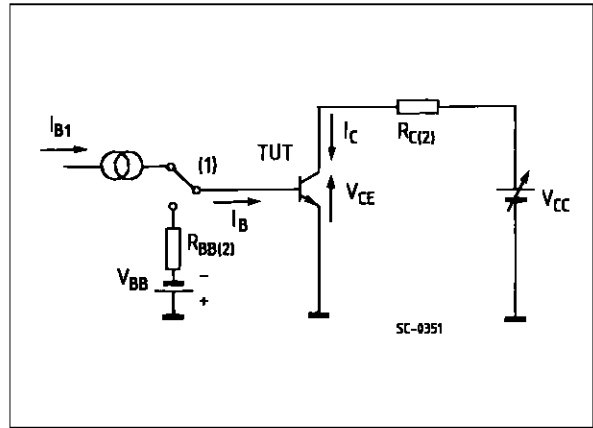 I_B1
(1)
TUT
I_C
R_C(2)
V_CE
V_CC
I_B
R_BB(2)
V_BB
−
+
SC-0351